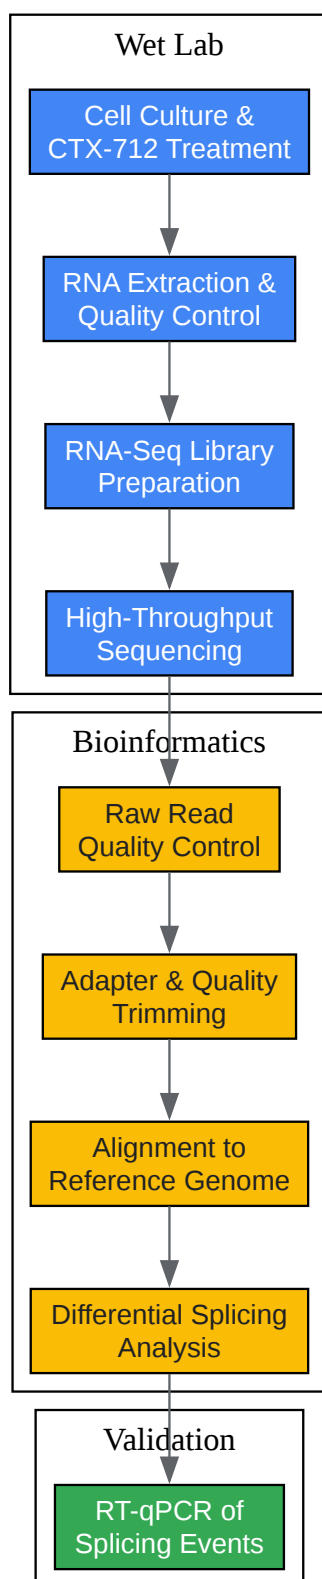 Wet Lab
Cell Culture &
CTX-712 Treatment
RNA Extraction &
Quality Control
RNA-Seq Library
Preparation
High-Throughput
Sequencing
Bioinformatics
Raw Read
Quality Control
Adapter & Quality
Trimming
Alignment to
Reference Genome
Differential Splicing
Analysis
Validation
RT-qPCR of
Splicing Events